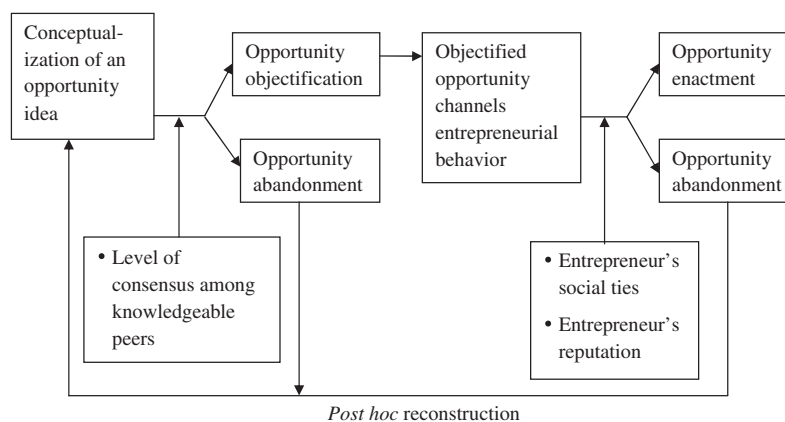 Conceptual-
ization of an
opportunity
idea
Opportunity
objectification
Opportunity
abandonment
Objectified
opportunity
channels
entrepreneurial
behavior
Opportunity
enactment
Opportunity
abandonment
• Level of
consensus among
knowledgeable
peers
• Entrepreneur's
social ties
• Entrepreneur's
reputation
Post hoc reconstruction